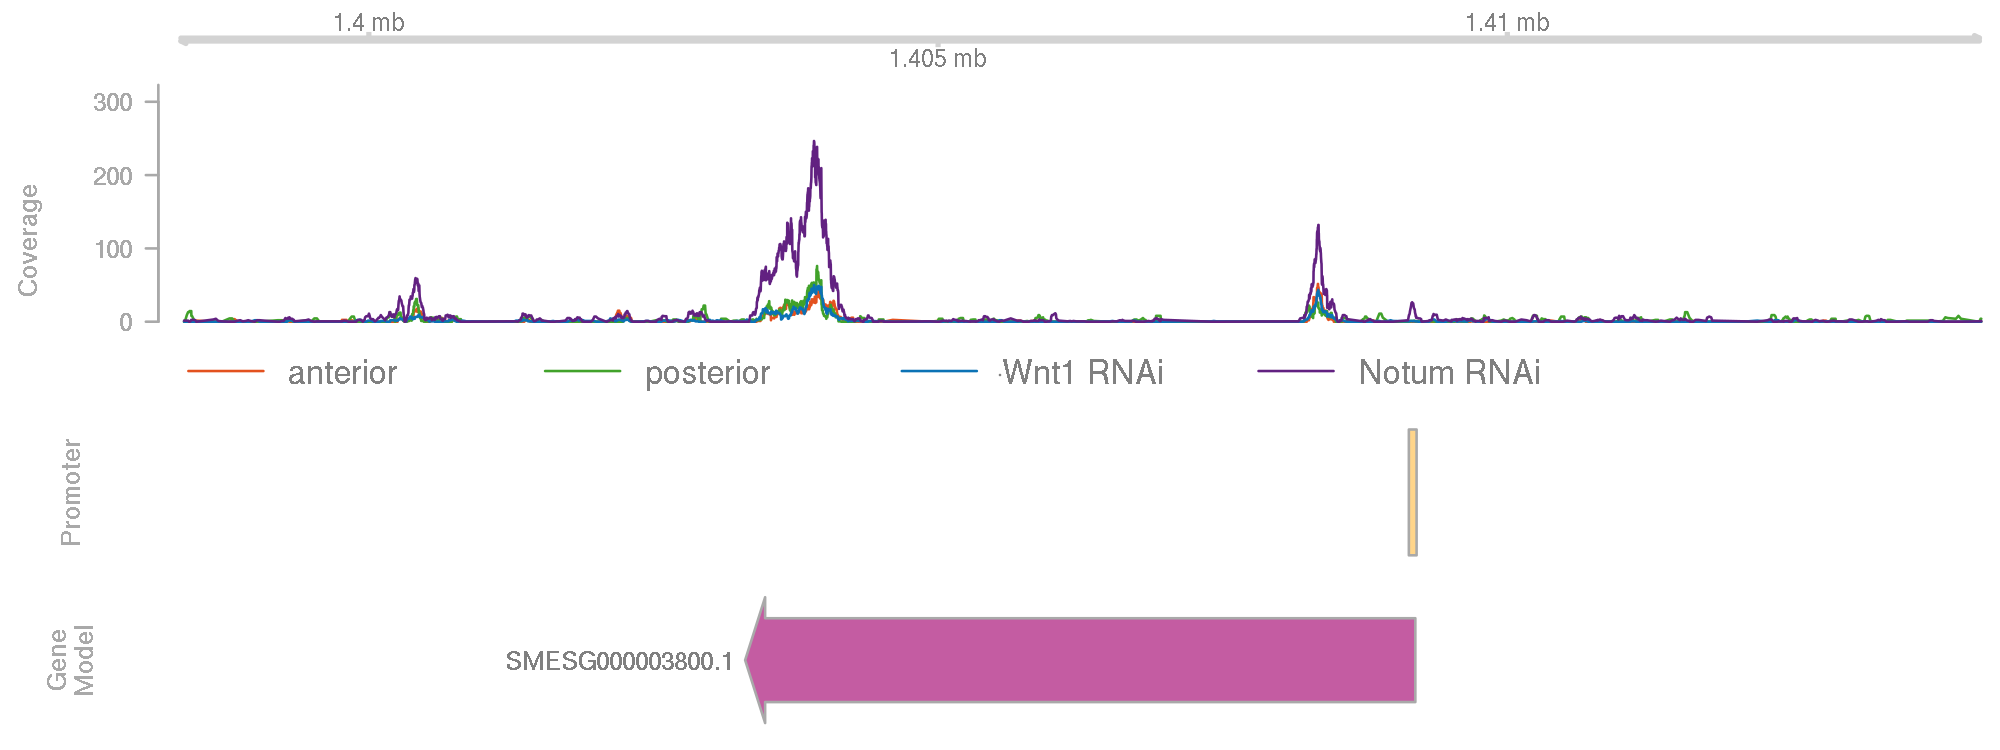 1.4 mb
1.41 mb
1.405 mb
300
200
100
0
Coverage
anterior posterior Wnt1 RNAi Notum RNAi
Promoter
Gene
Model
SMESG000003800.1